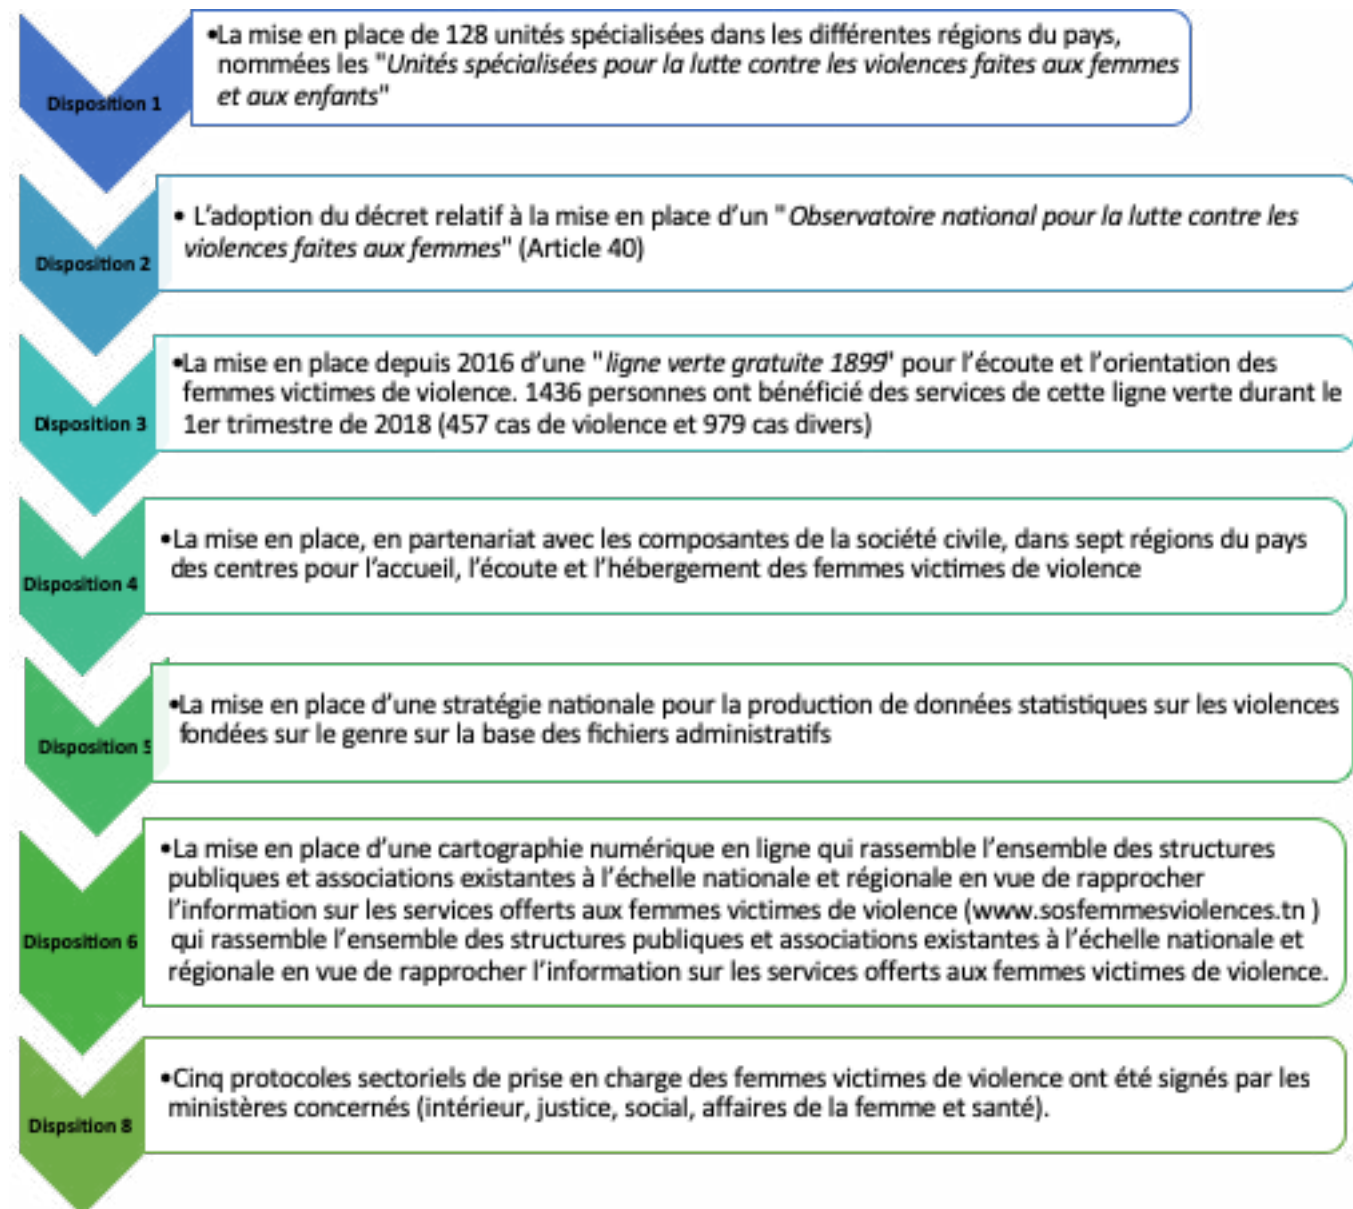 •La mise en place de 128 unités spécialisées dans les différentes régions du pays,
nommées les "Unités spécialisées pour la lutte contre les violences faites aux femmes
et aux enfants"
Disposition 1
• L'adoption du décret relatif à la mise en place d'un "Observatoire national pour la lutte contre les
violences faites aux femmes" (Article 40)
Disposition 2
•La mise en place depuis 2016 d'une "ligne verte gratuite 1899" pour l'écoute et l'orientation des
femmes victimes de violence. 1436 personnes ont bénéficié des services de cette ligne verte durant le
1er trimestre de 2018 (457 cas de violence et 979 cas divers)
Disposition 3
•La mise en place, en partenariat avec les composantes de la société civile, dans sept régions du pays
des centres pour l'accueil, l'écoute et l'hébergement des femmes victimes de violence
Disposition 4
•La mise en place d'une stratégie nationale pour la production de données statistiques sur les violences
fondées sur le genre sur la base des fichiers administratifs
Disposition 5
•La mise en place d'une cartographie numérique en ligne qui rassemble l'ensemble des structures
publiques et associations existantes à l'échelle nationale et régionale en vue de rapprocher
l'information sur les services offerts aux femmes victimes de violence (www.sosfemmesviolences.tn )
qui rassemble l'ensemble des structures publiques et associations existantes à l'échelle nationale et
régionale en vue de rapprocher l'information sur les services offerts aux femmes victimes de violence.
Disposition 6
•Cinq protocoles sectoriels de prise en charge des femmes victimes de violence ont été signés par les
ministères concernés (intérieur, justice, social, affaires de la femme et santé).
Dispsition 8